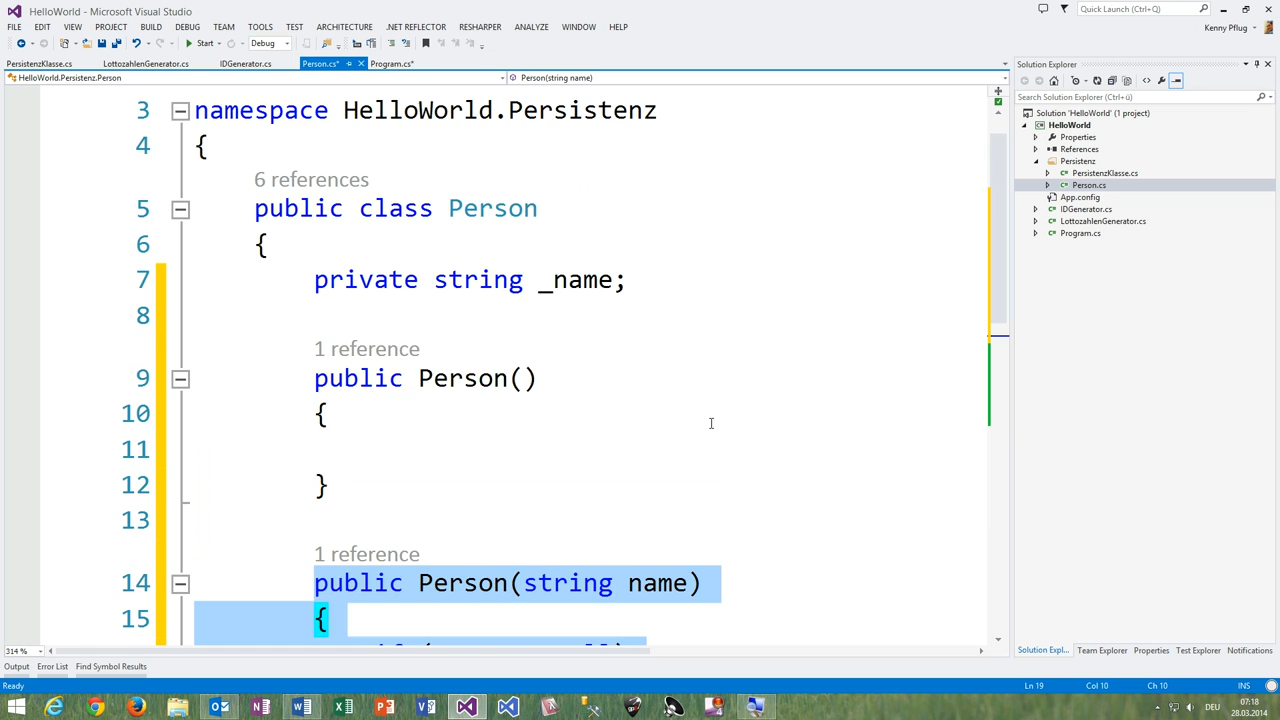 HelloWorld - Microsoft Visual Studio
Quick Launch (Ctrl+Q)
FILE EDIT VIEW PROJECT BUILD DEBUG TEAM TOOLS TEST ARCHITECTURE .NET REFLECTOR RESHARPER ANALYZE WINDOW HELP
Kenny Pflug
Start
Debug
PersistenzKlasse.cs LottozahlenGenerator.cs IDGenerator.cs Person.cs* Program.cs*
HelloWorld.Persistenz.Person
Person(string name)
3 namespace HelloWorld.Persistenz
4 {
6 references
5 public class Person
6 {
7 private string _name;
8
1 reference
9 public Person()
10 {
11
12 }
13
1 reference
14 public Person(string name)
15 {
314 %
Solution Explorer
Search Solution Explorer (Ctrl+ü)
Solution 'HelloWorld' (1 project)
HelloWorld
Properties
References
Persistenz
PersistenzKlasse.cs
Person.cs
App.config
IDGenerator.cs
LottozahlenGenerator.cs
Program.cs
Solution Expl... Team Explorer Properties Test Explorer Notifications
Output Error List Find Symbol Results
Ready
Ln 19 Col 10 Ch 10 INS
DEU
07:18
28.03.2014